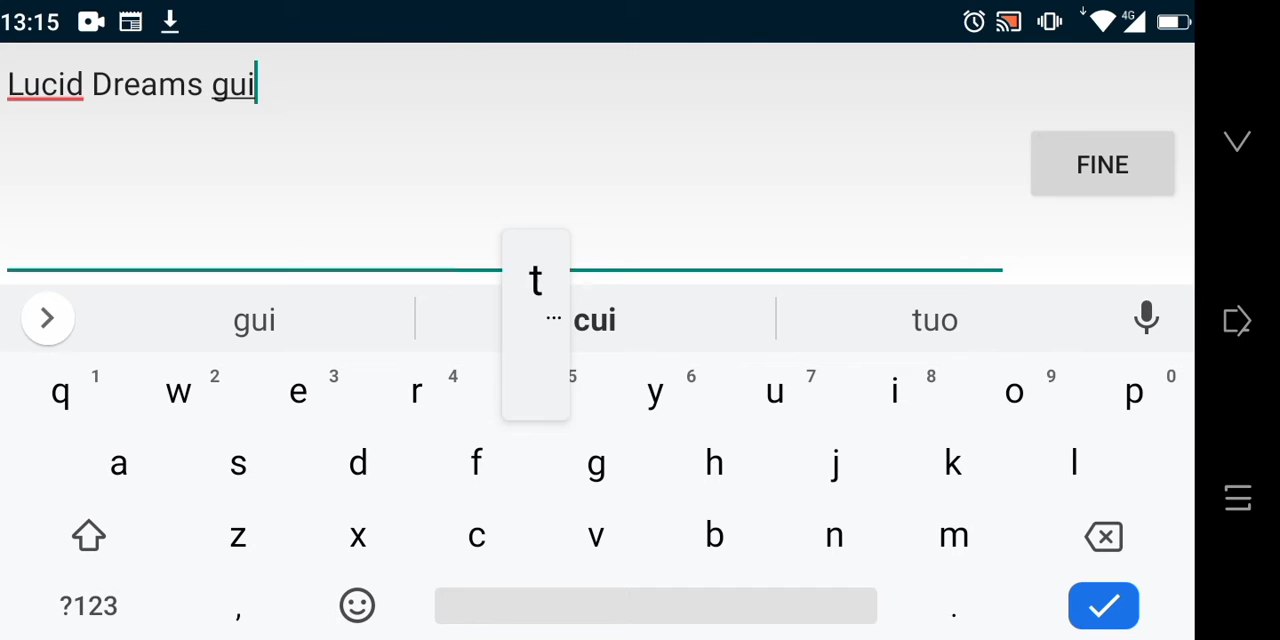 13:15 4G
Lucid Dreams gui
FINE
t
...
gui cui tuo
q 1 w 2 e 3 r 4 5 y 6 u 7 i 8 o 9 p 0
a s d f g h j k l
z x c v b n m
?123 , .